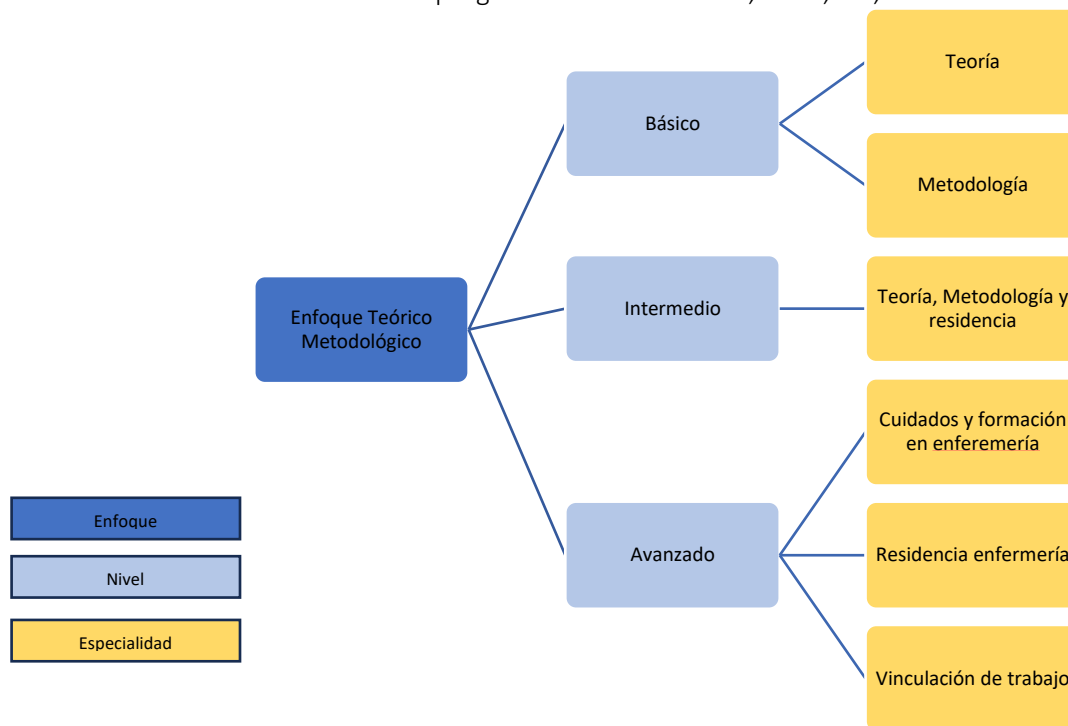 Teoría
Básico
Metodología
Enfoque Teórico
Metodológico
Intermedio
Teoría, Metodología y
residencia
Cuidados y formación
en enferemería
Avanzado
Residencia enfermería
Vinculación de trabajo
Enfoque
Nivel
Especialidad